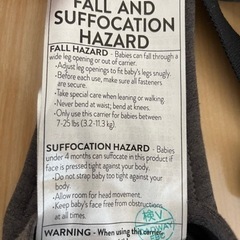 FALL AND
SUFFOCATION
HAZARD
FALL HAZARD - Babies can fall through a
wide leg opening or out of carrier.
-Adjust leg openings to fit baby's legs snugly
-Before each use, make sure all fasteners
are secure.
-Take special care when leaning or walking
-Never bend at waist; bend at knees.
-Only use this carrier for babies between
7-25 lbs (3.2-11.3 kg).
SUFFOCATION HAZARD - Babies
under 4 months can suffocate in this product if
face is pressed tight against your body.
-Do not strap baby too tight against your
body.
-Allow room for head movement.
-Keep baby's face free from obstructions
at all times.
検V
WARNING - When using this carrier,